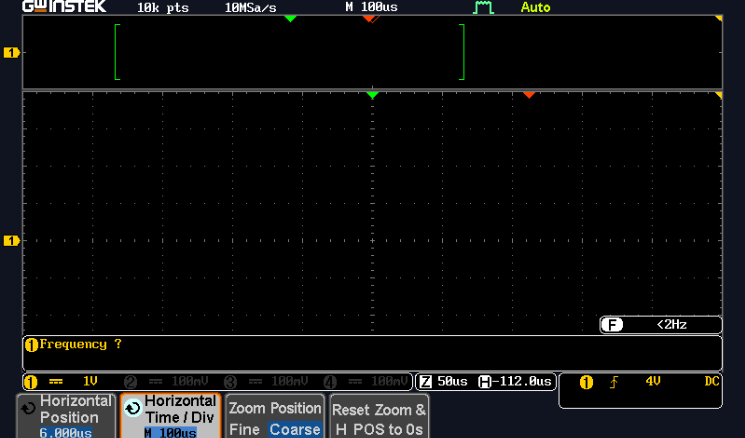 GWINSTEK 10k pts 10MSa/s M 100us Auto
1
1
F <2Hz
1 Frequency ?
1 1V 2 100mV 3 100mV 4 100mV Z 50us H -112.0us 1 4V DC
Horizontal Position 6.000us
Horizontal Time / Div M 100us
Zoom Position Fine Coarse
Reset Zoom & H POS to 0s